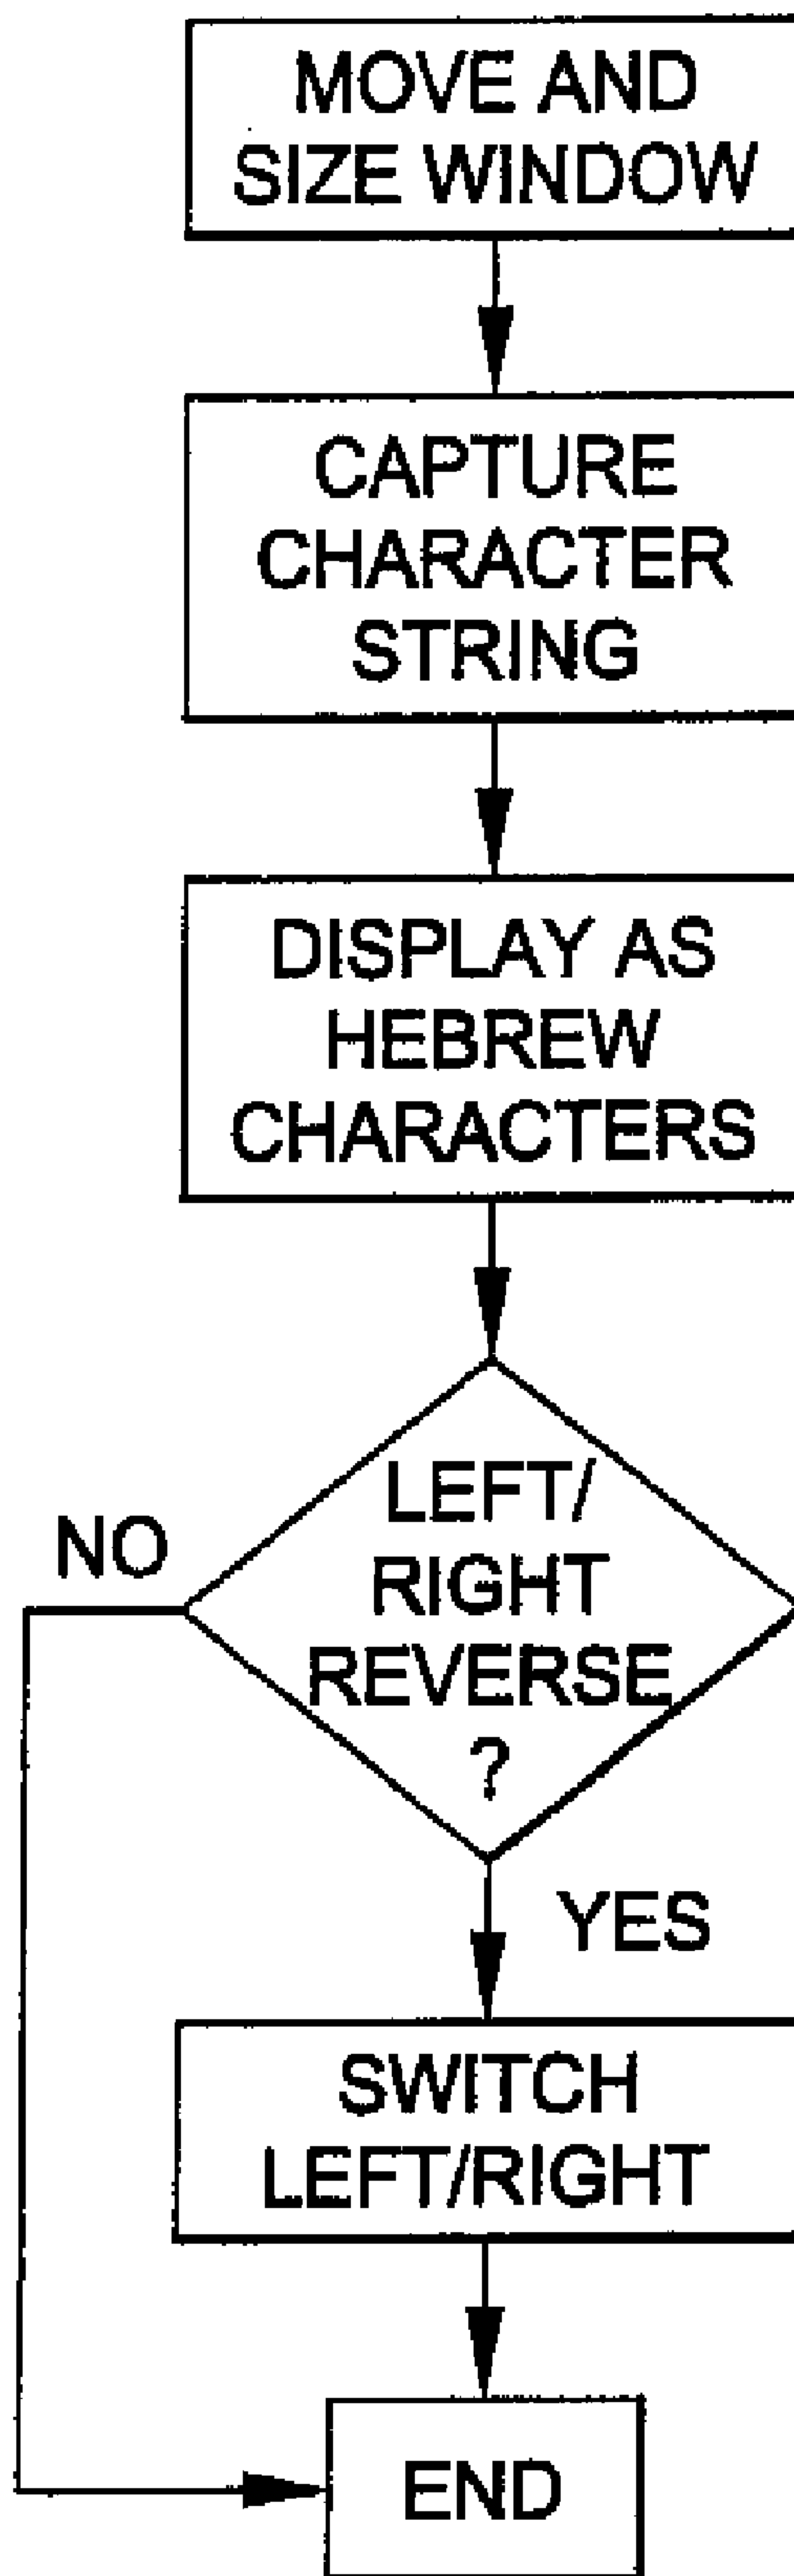 MOVE AND
SIZE WINDOW
CAPTURE
CHARACTER
STRING
DISPLAY AS
HEBREW
CHARACTERS
LEFT/
RIGHT
REVERSE
?
NO
YES
SWITCH
LEFT/RIGHT
END